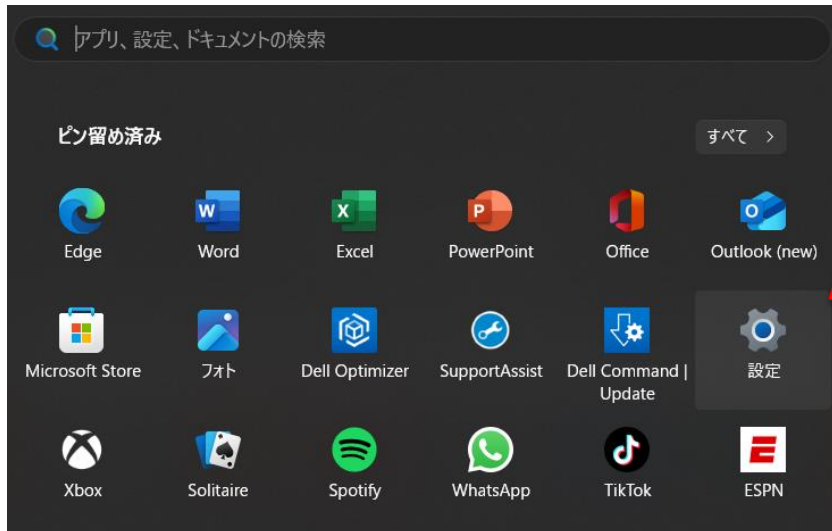 アプリ、設定、ドキュメントの検索
ピン留め済み
すべて >
Edge
Word
Excel
PowerPoint
Office
Outlook (new)
Microsoft Store
フォト
Dell Optimizer
SupportAssist
Dell Command |
Update
設定
Xbox
Solitaire
Spotify
WhatsApp
TikTok
ESPN